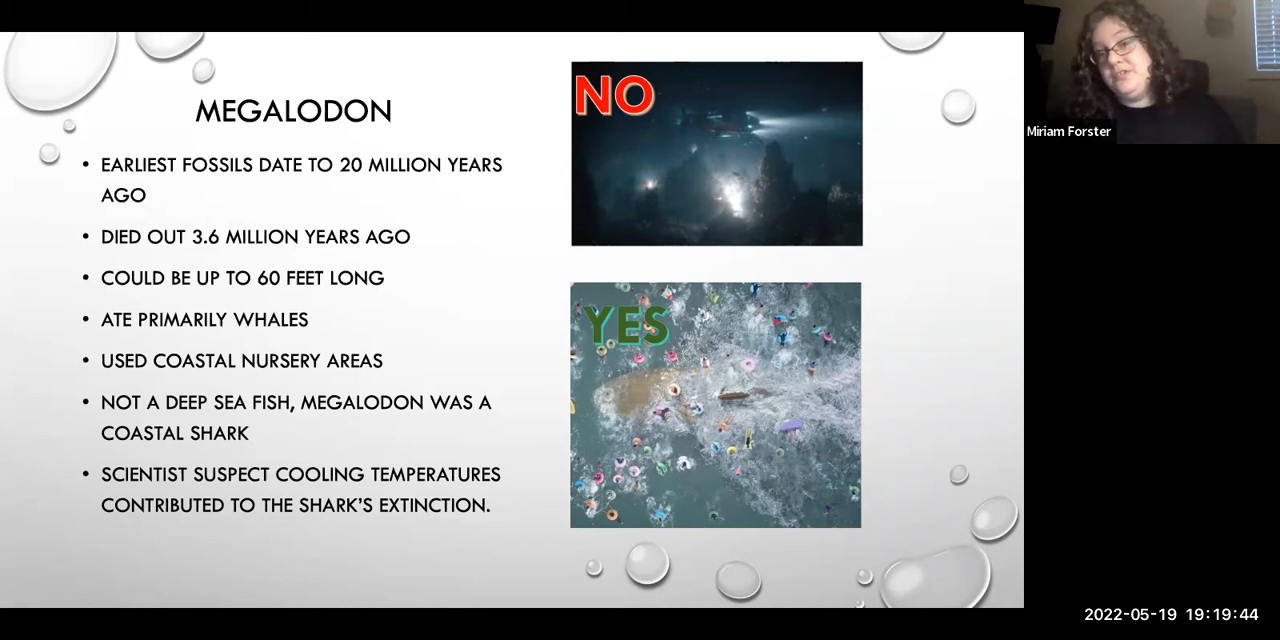 MEGALODON
• EARLIEST FOSSILS DATE TO 20 MILLION YEARS
AGO
• DIED OUT 3.6 MILLION YEARS AGO
• COULD BE UP TO 60 FEET LONG
• ATE PRIMARILY WHALES
• USED COASTAL NURSERY AREAS
• NOT A DEEP SEA FISH, MEGALODON WAS A
COASTAL SHARK
• SCIENTIST SUSPECT COOLING TEMPERATURES
CONTRIBUTED TO THE SHARK'S EXTINCTION.
NO
YES
Miriam Forster
2022-05-19 19:19:44